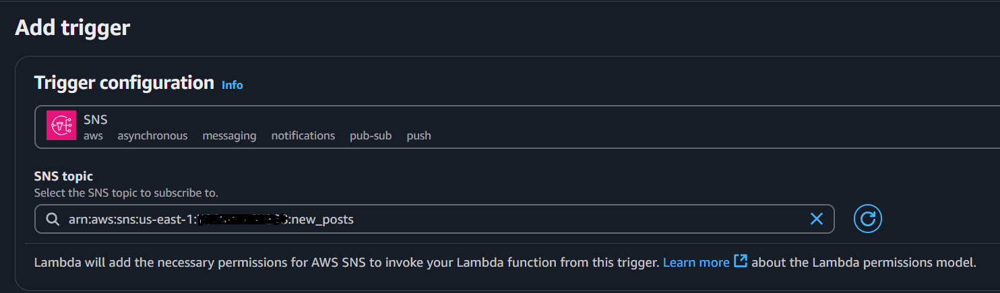 Add trigger
Trigger configuration Info
SNS
aws asynchronous messaging notifications pub-sub push
SNS topic
Select the SNS topic to subscribe to.
arn:aws:sns:us-east-1: :new_posts
Lambda will add the necessary permissions for AWS SNS to invoke your Lambda function from this trigger. Learn more about the Lambda permissions model.